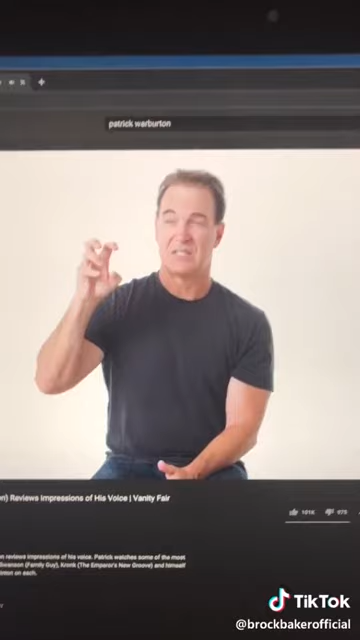 patrick warburton
Reviews Impressions of His Voice | Vanity Fair
reviews impressions of his voice. Patrick watches some of the most
Swanson (Family Guy), Kronk (The Emperor's New Groove) and himself
on each.
TikTok
@brockbakerofficial